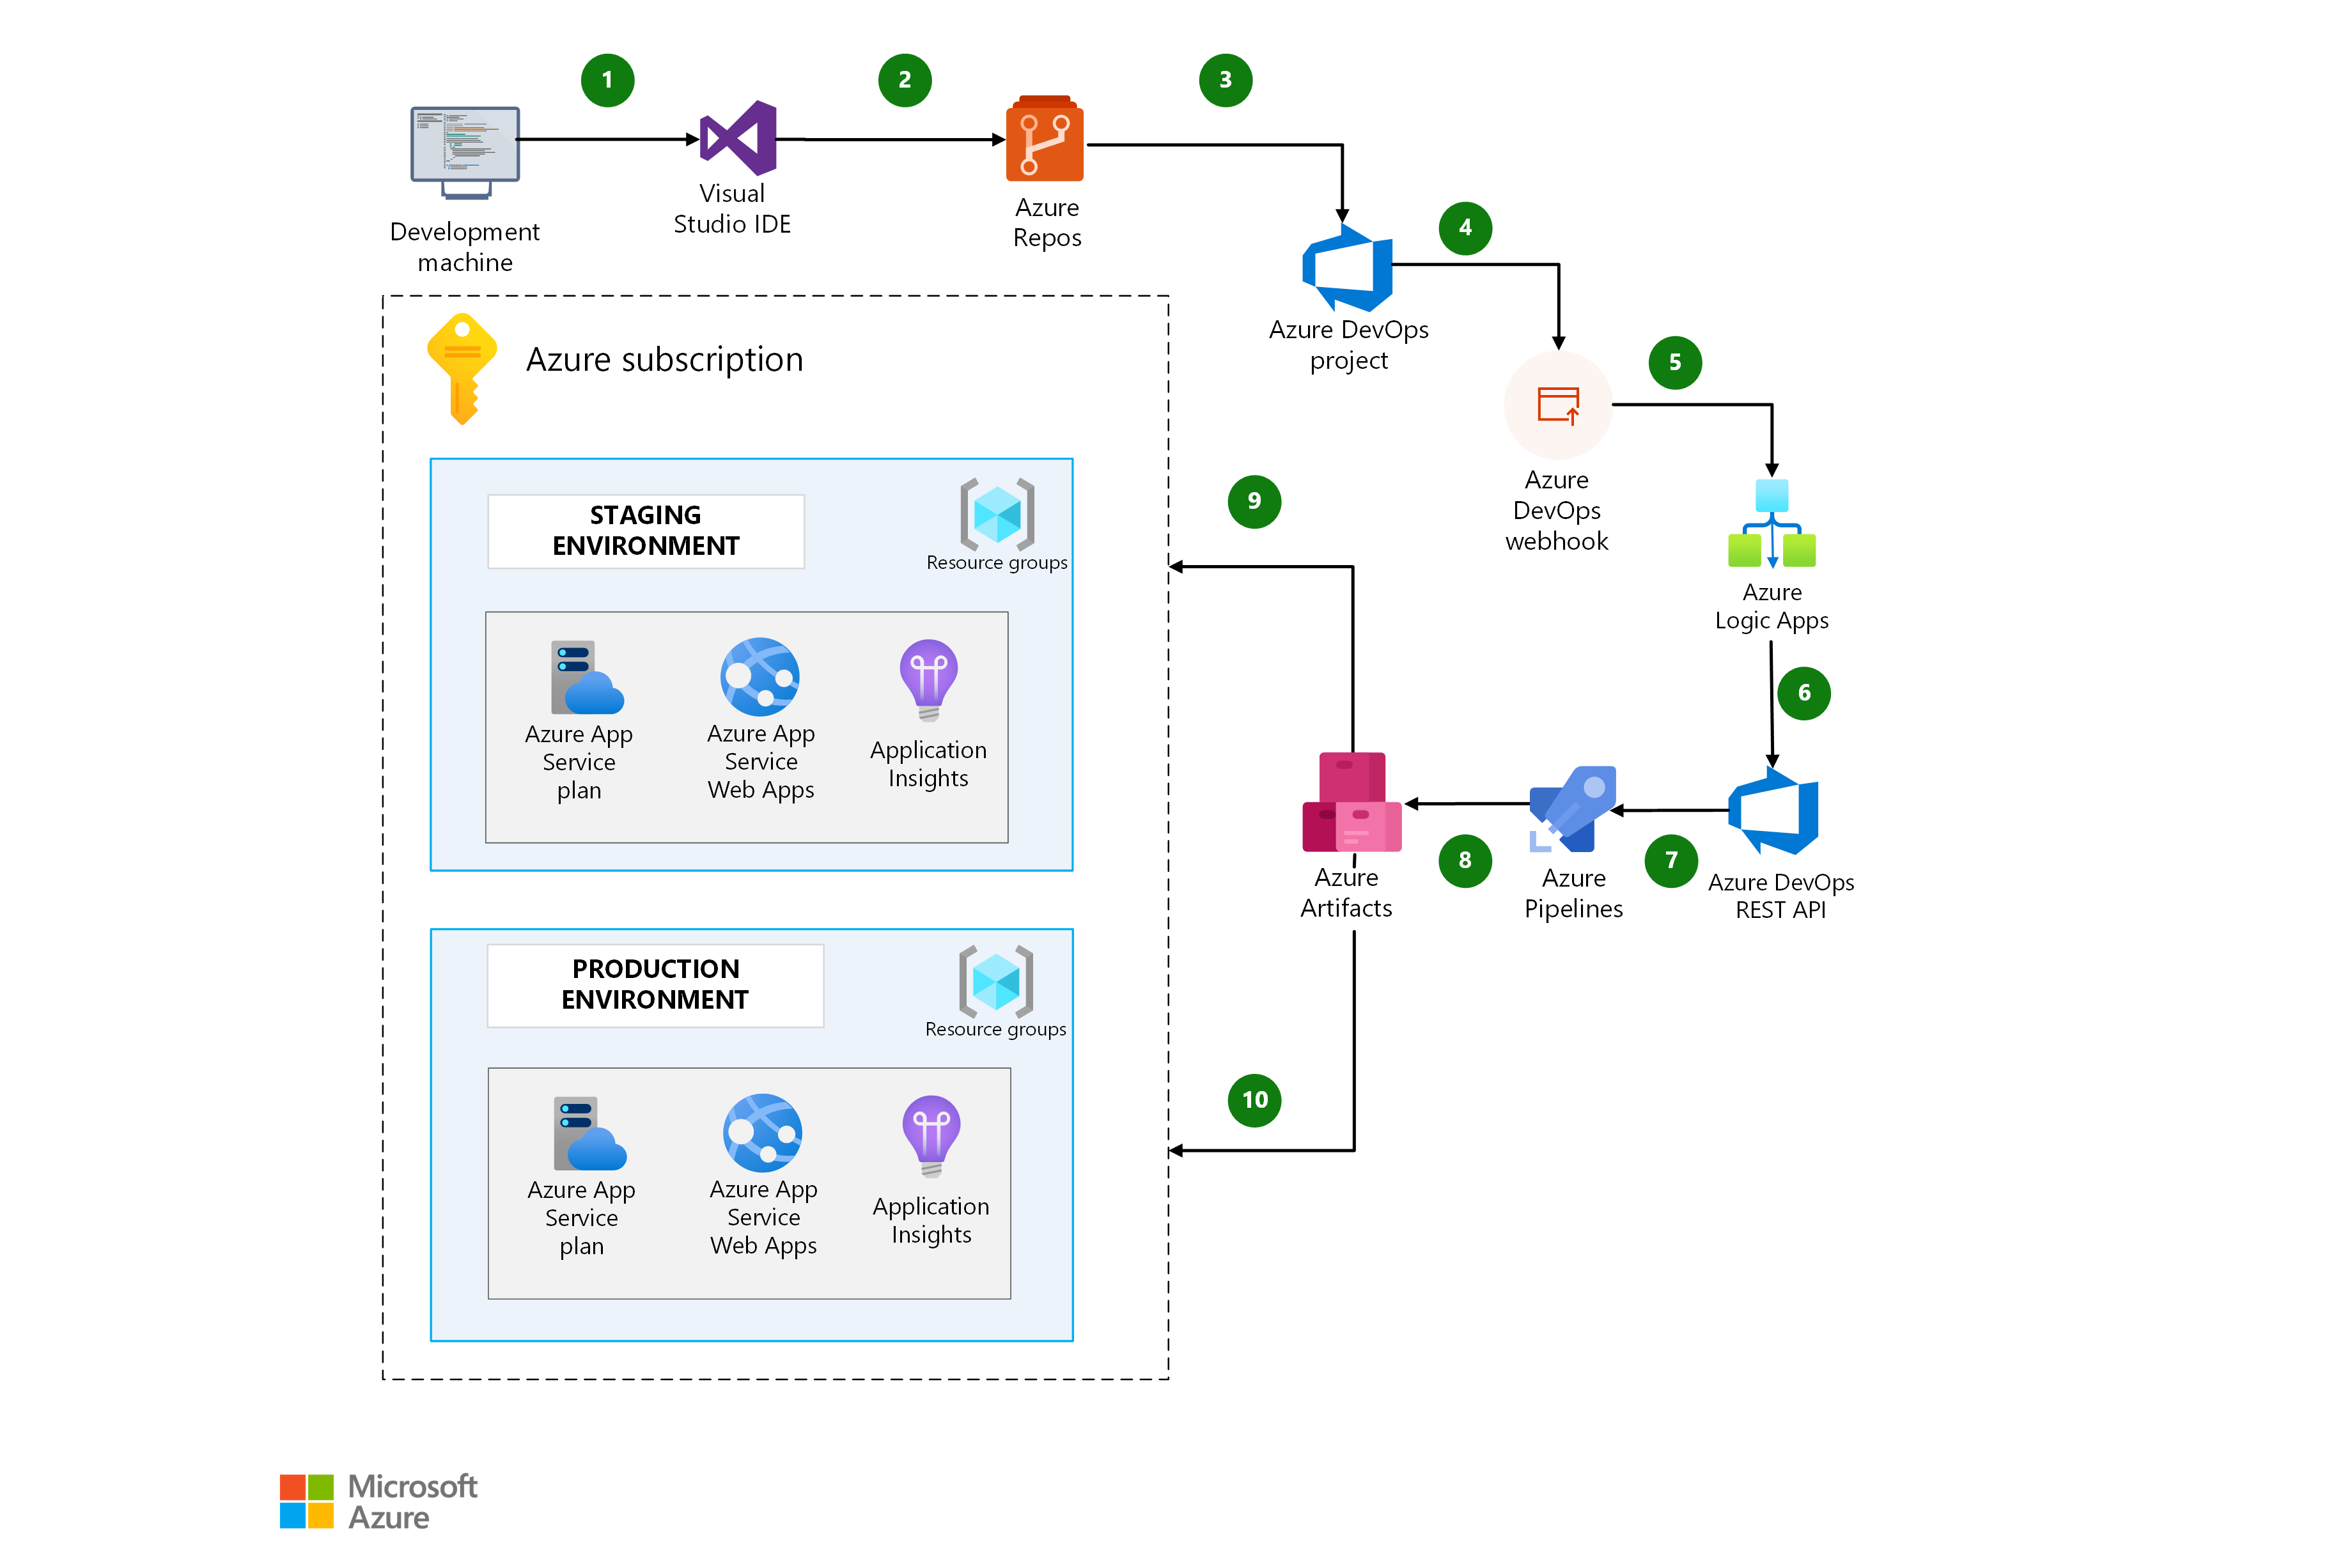 1
2
3
Visual
Studio IDE
Azure
Repos
Development
machine
4
Azure DevOps
project
5
Azure subscription
Azure
DevOps
webhook
9
STAGING
ENVIRONMENT
Resource groups
Azure
Logic Apps
6
Azure App
Service
plan
Azure App
Service
Web Apps
Application
Insights
8
7
Azure
Artifacts
Azure
Pipelines
Azure DevOps
REST API
PRODUCTION
ENVIRONMENT
Resource groups
10
Azure App
Service
plan
Azure App
Service
Web Apps
Application
Insights
Microsoft
Azure